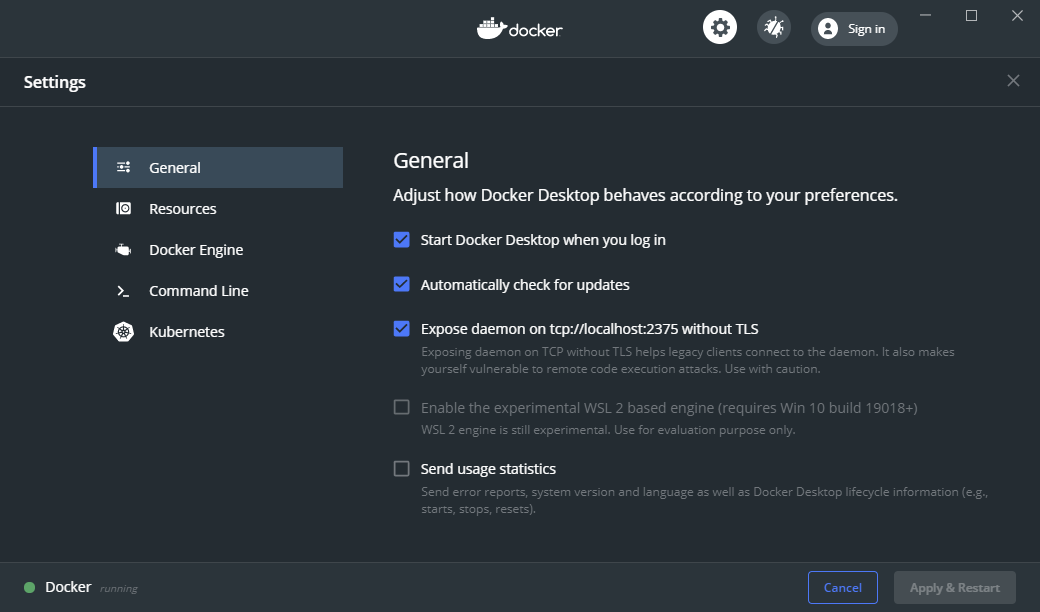 docker
Sign in
Settings
General
Resources
Docker Engine
Command Line
Kubernetes
General
Adjust how Docker Desktop behaves according to your preferences.
Start Docker Desktop when you log in
Automatically check for updates
Expose daemon on tcp://localhost:2375 without TLS
Exposing daemon on TCP without TLS helps legacy clients connect to the daemon. It also makes
yourself vulnerable to remote code execution attacks. Use with caution.
Enable the experimental WSL 2 based engine (requires Win 10 build 19018+)
WSL 2 engine is still experimental. Use for evaluation purpose only.
Send usage statistics
Send error reports, system version and language as well as Docker Desktop lifecycle information (e.g.,
starts, stops, resets).
Docker running
Cancel
Apply & Restart